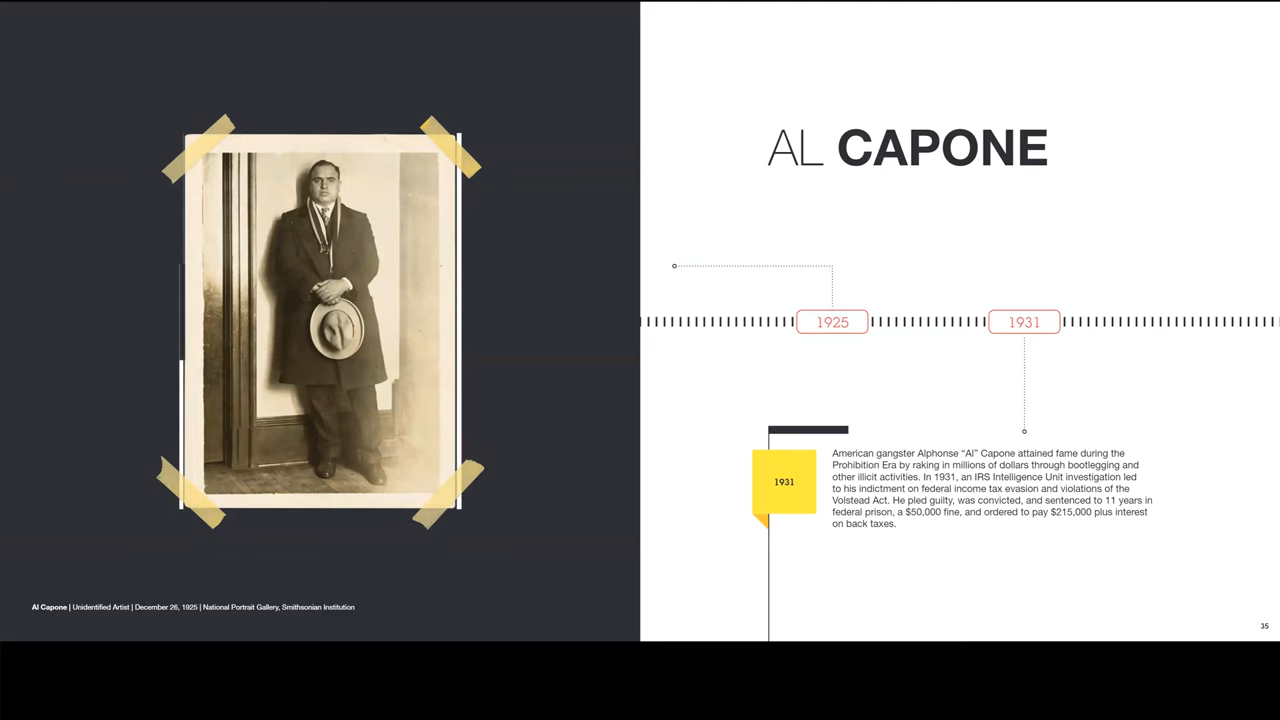 AL CAPONE
1925
1931
1931
American gangster Alphonse “Al” Capone attained fame during the
Prohibition Era by raking in millions of dollars through bootlegging and
other illicit activities. In 1931, an IRS Intelligence Unit investigation led
to his indictment on federal income tax evasion and violations of the
Volstead Act. He pled guilty, was convicted, and sentenced to 11 years in
federal prison, a $50,000 fine, and ordered to pay $215,000 plus interest
on back taxes.
Al Capone | Unidentified Artist | December 26, 1925 | National Portrait Gallery, Smithsonian Institution
35